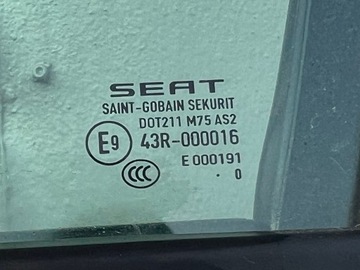 SEAT
SAINT-GOBAIN SEKURIT
DOT211 M75 AS2
E9 43R-000016
E 000191
CCC · 0